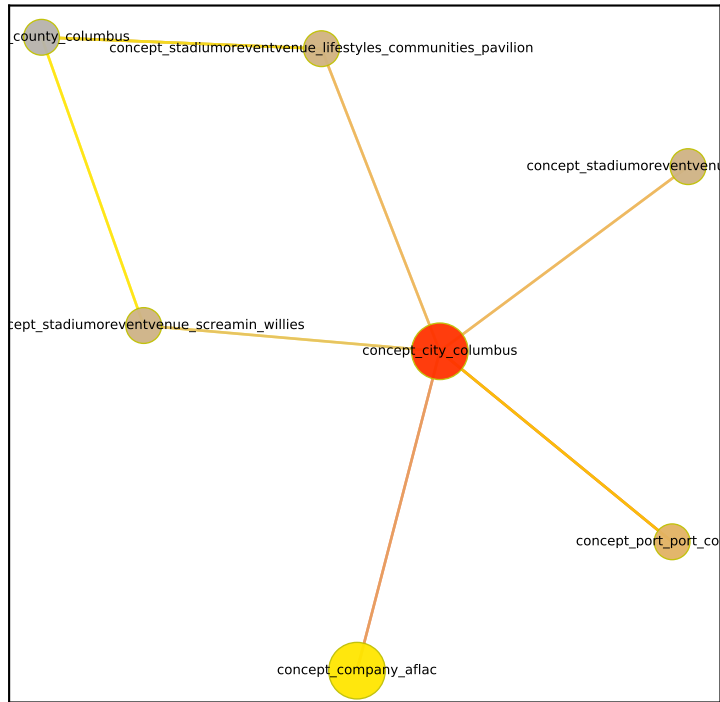 _county_columbus
concept_stadiumoreventvenue_lifestyles_communities_pavilion
concept_stadiumoreventvenu
cept_stadiumoreventvenue_screamin_willies
concept_city_columbus
concept_port_port_co
concept_company_aflac